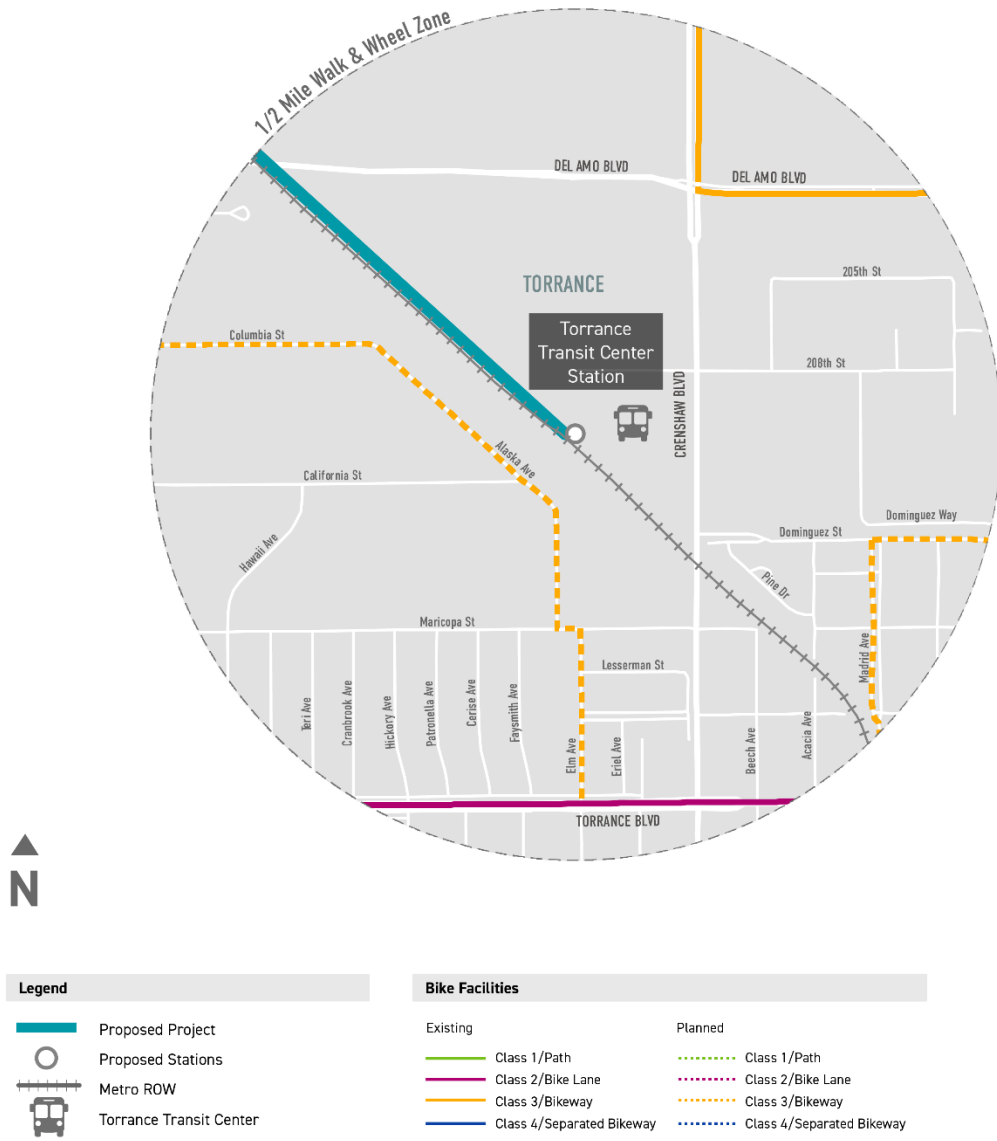 1/2 Mile Walk & Wheel Zone
DEL AMO BLVD
DEL AMO BLVD
205th St
TORRANCE
Torrance
Transit Center
Station
Columbia St
208th St
CRENSHAW BLVD
Alaska Ave
California St
Dominguez Way
Dominguez St
Hawaii Ave
Pine Dr
Maricopa St
Madrid Ave
Lesserman St
Teri Ave
Cranbrook Ave
Hickory Ave
Patronella Ave
Cerise Ave
Faysmith Ave
Elm Ave
Eriel Ave
Beech Ave
Acacia Ave
TORRANCE BLVD
N
Legend
Proposed Project
Proposed Stations
Metro ROW
Torrance Transit Center
Bike Facilities
Existing
Class 1/Path
Class 2/Bike Lane
Class 3/Bikeway
Class 4/Separated Bikeway
Planned
Class 1/Path
Class 2/Bike Lane
Class 3/Bikeway
Class 4/Separated Bikeway